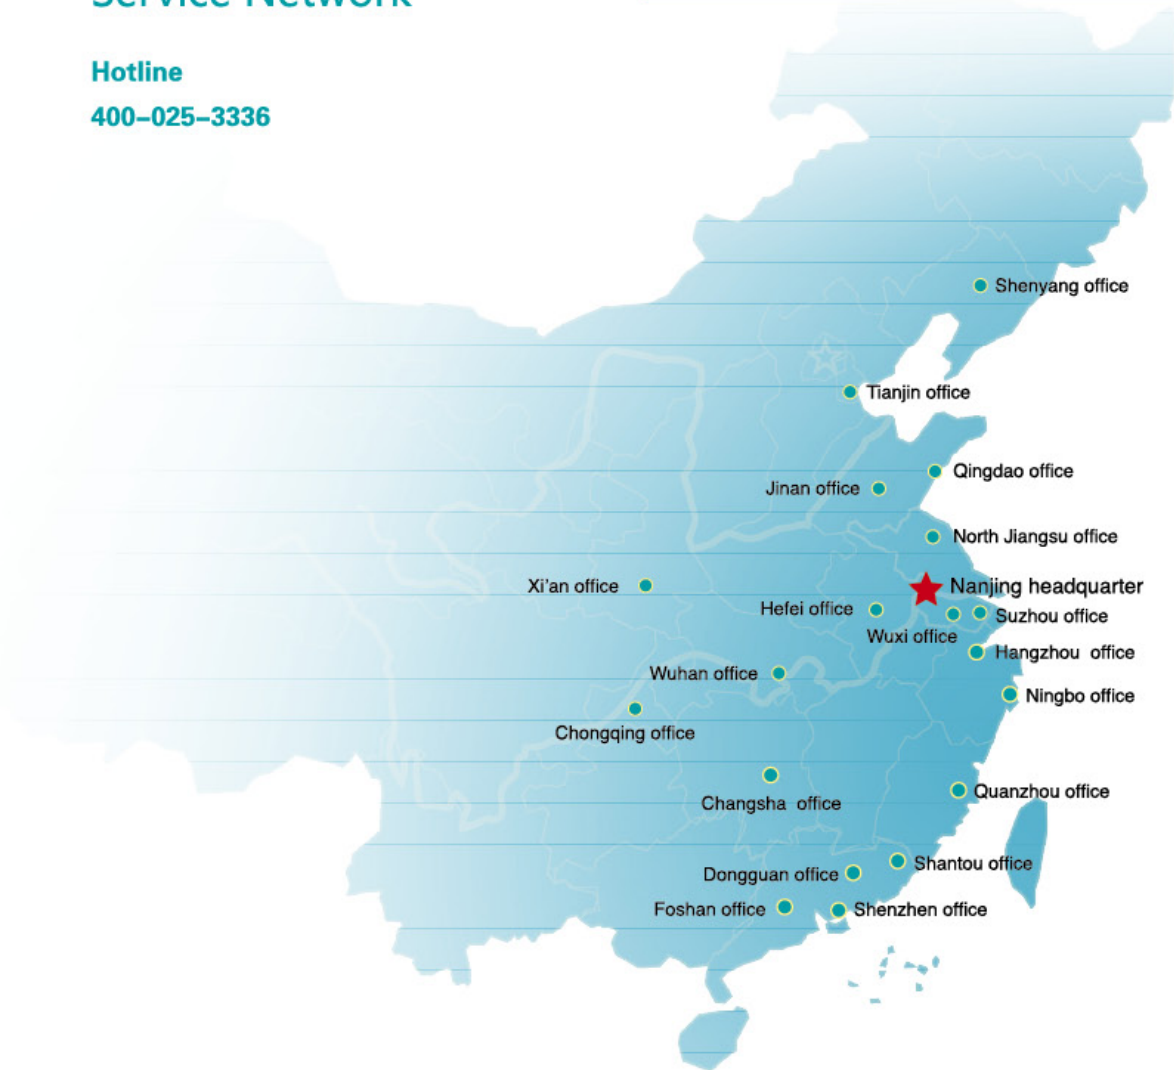 Service Network
Hotline
400–025–3336
Shenyang office
Tianjin office
Qingdao office
Jinan office
North Jiangsu office
Xi'an office
Nanjing headquarter
Hefei office
Suzhou office
Wuxi office
Hangzhou office
Wuhan office
Ningbo office
Chongqing office
Quanzhou office
Changsha office
Shantou office
Dongguan office
Foshan office
Shenzhen office